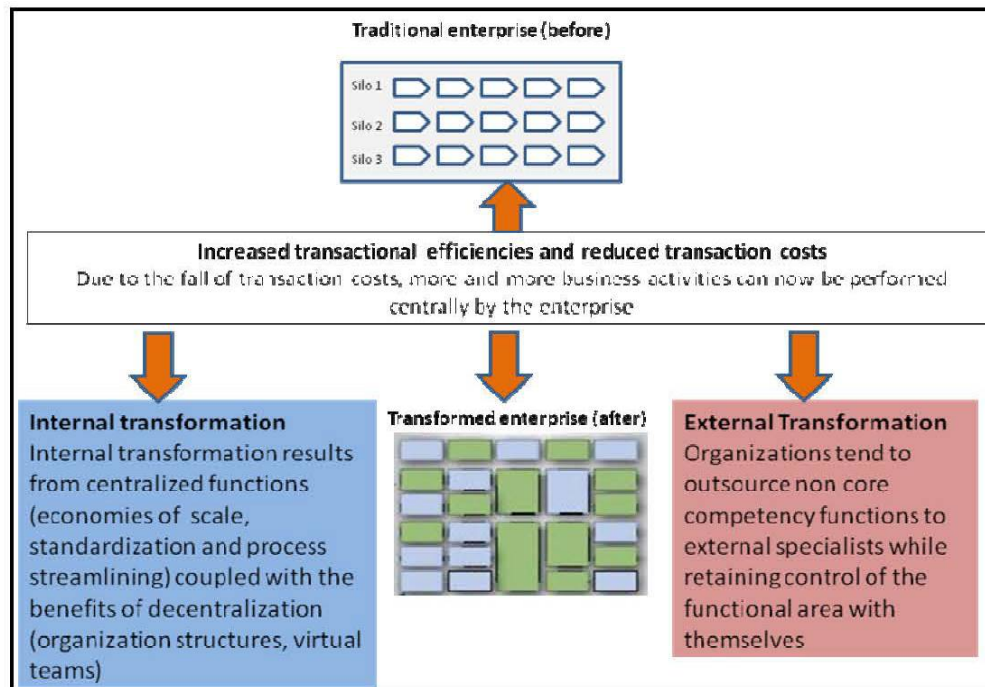 Traditional enterprise (before)
Silo 1
Silo 2
Silo 3
Increased transactional efficiencies and reduced transaction costs
Due to the fall of transaction costs, more and more business activities can now be performed
centrally by the enterprise
Internal transformation
Internal transformation results
from centralized functions
(economies of scale,
standardization and process
streamlining) coupled with the
benefits of decentralization
(organization structures, virtual
teams)
Transformed enterprise (after)
External Transformation
Organizations tend to
outsource non core
competency functions to
external specialists while
retaining control of the
functional area with
themselves